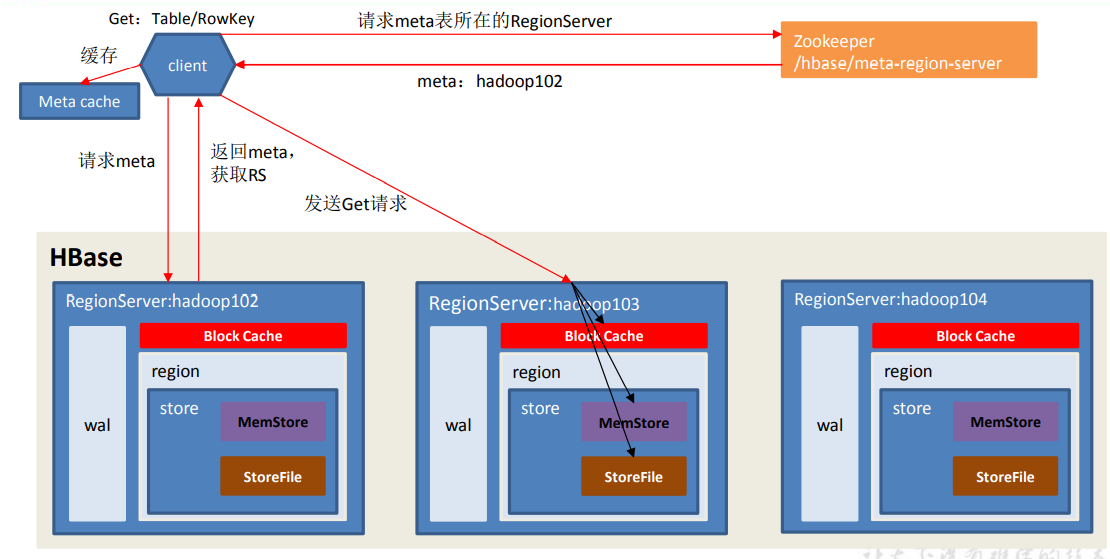 Get：Table/RowKey
请求meta表所在的RegionServer
Zookeeper
/hbase/meta-region-server
缓存
client
meta：hadoop102
Meta cache
请求meta
返回meta，
获取RS
发送Get请求
HBase
RegionServer:hadoop102
Block Cache
region
wal
store
MemStore
StoreFile
RegionServer:hadoop103
Block Cache
region
wal
store
MemStore
StoreFile
RegionServer:hadoop104
Block Cache
region
wal
store
MemStore
StoreFile